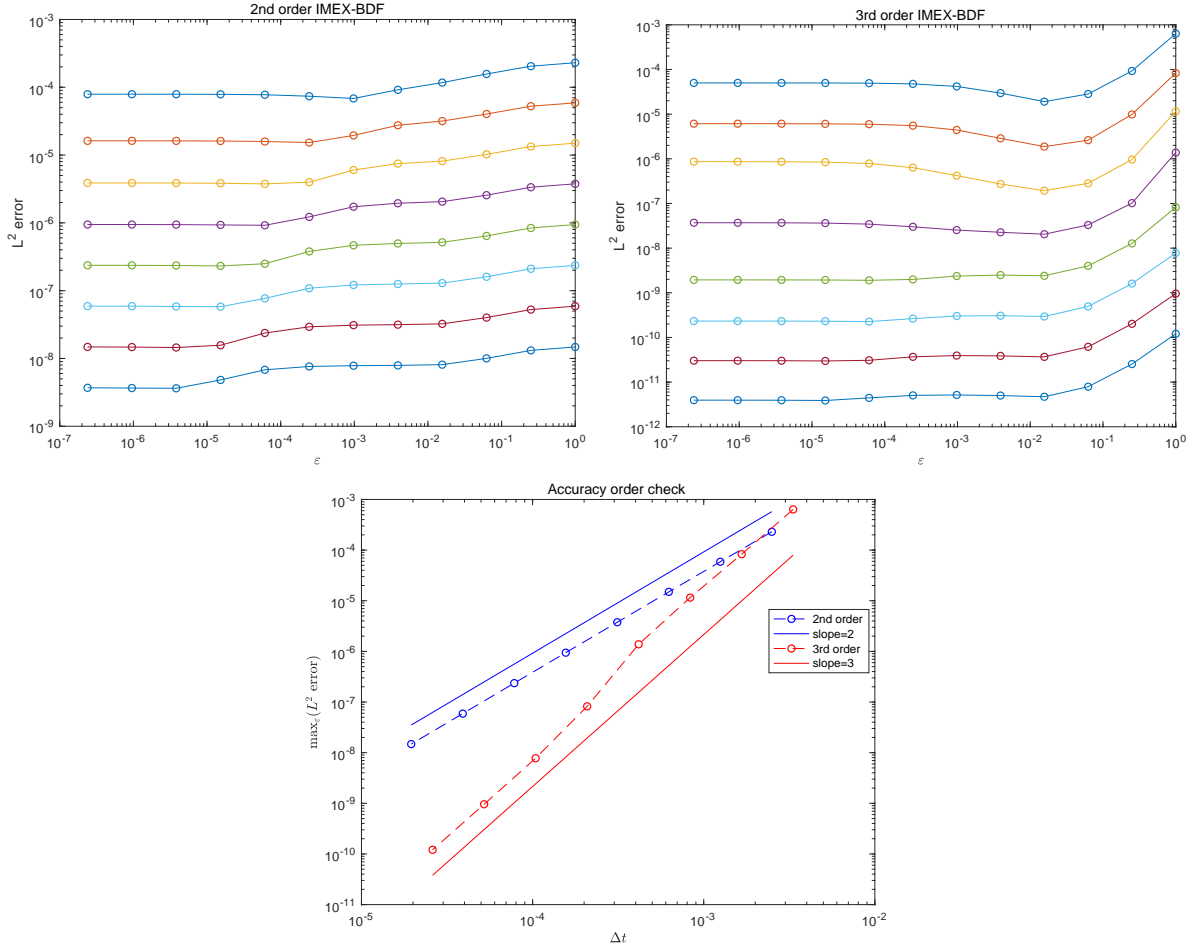 2nd order IMEX-BDF
10^-3
10^-4
10^-5
10^-6
10^-7
10^-8
10^-9
L^2 error
10^-7 10^-6 10^-5 10^-4 10^-3 10^-2 10^-1 10^0
ε
3rd order IMEX-BDF
10^-3
10^-4
10^-5
10^-6
10^-7
10^-8
10^-9
10^-10
10^-11
10^-12
L^2 error
10^-7 10^-6 10^-5 10^-4 10^-3 10^-2 10^-1 10^0
ε
Accuracy order check
10^-3
10^-4
10^-5
10^-6
10^-7
10^-8
10^-9
10^-10
10^-11
max_ε(L^2 error)
2nd order
slope=2
3rd order
slope=3
10^-5 10^-4 10^-3 10^-2
Δt